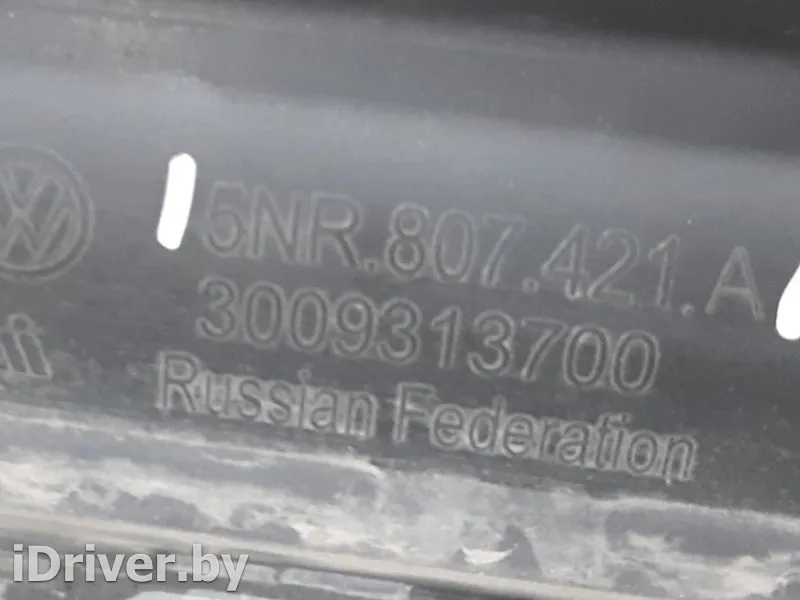 5NR.807.421.A
3009313700
Russian Federation
iDriver.by